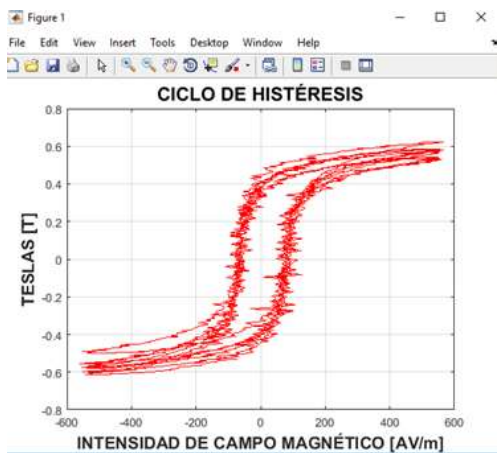 Figure 1
File Edit View Insert Tools Desktop Window Help
CICLO DE HISTÉRESIS
0.8
0.6
0.4
0.2
0
-0.2
-0.4
-0.6
-0.8
TESLAS [T]
-600 -400 -200 0 200 400 600
INTENSIDAD DE CAMPO MAGNÉTICO [AV/m]